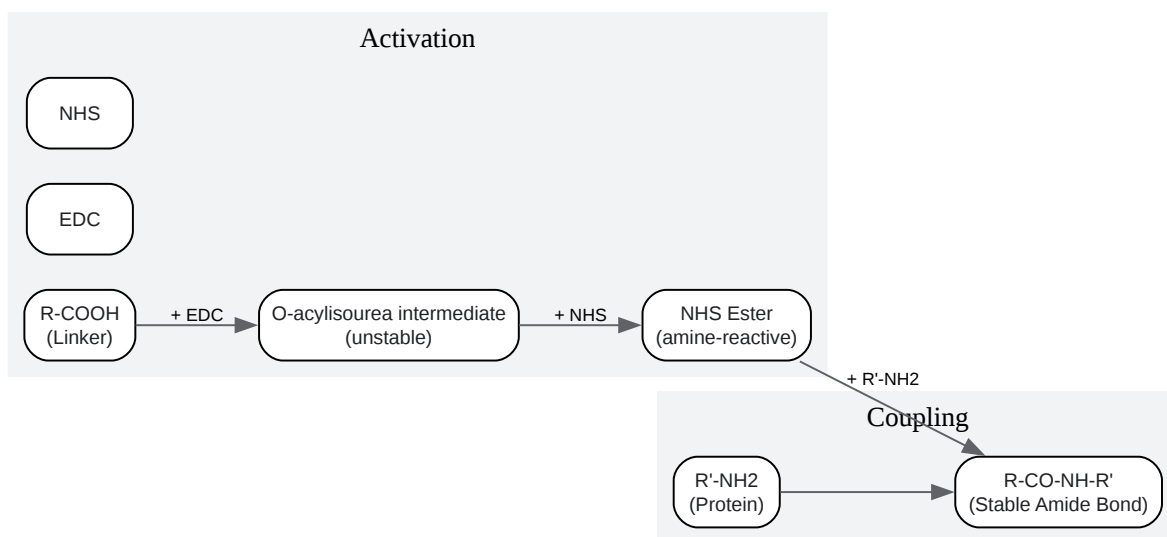 Activation
NHS
EDC
R-COOH
(Linker)
+ EDC
O-acylisourea intermediate
(unstable)
+ NHS
NHS Ester
(amine-reactive)
+ R'-NH2
Coupling
R'-NH2
(Protein)
R-CO-NH-R'
(Stable Amide Bond)